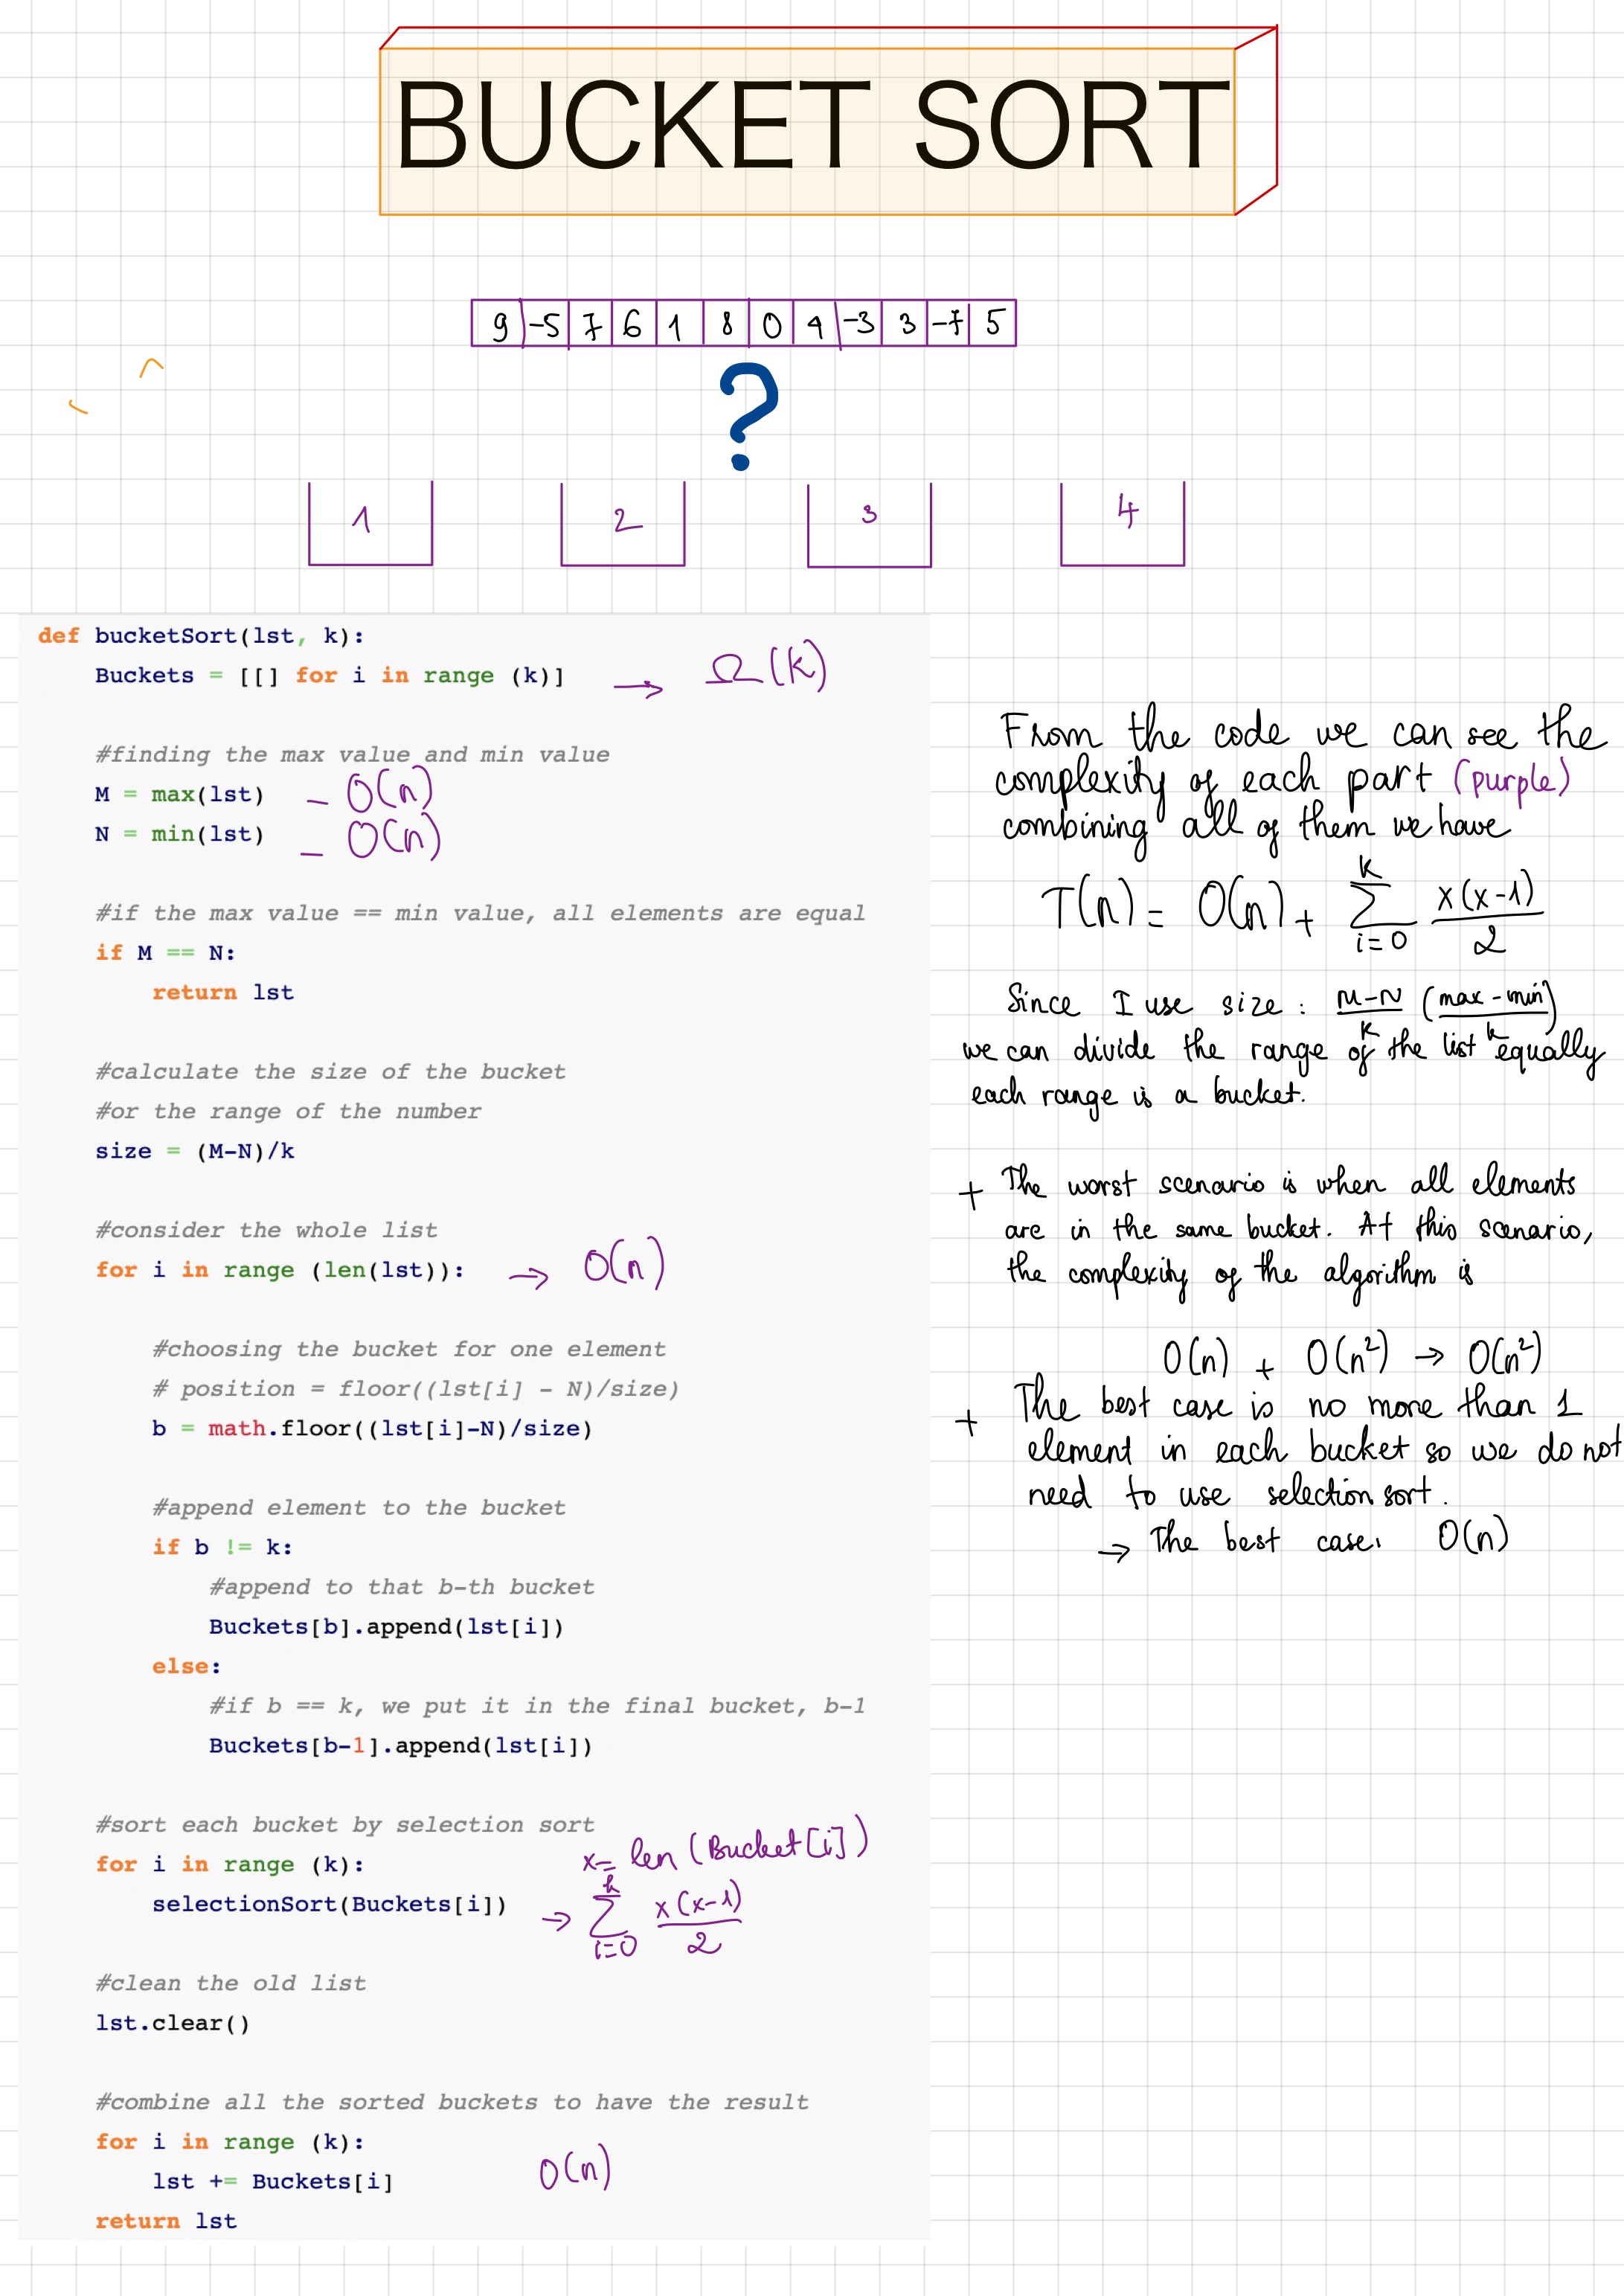 BUCKET SORT
9 -5 7 6 1 8 0 4 -3 3 -7 5
?
1 2 3 4
def bucketSort(lst, k):
Buckets = [[] for i in range (k)] → Ω(k)
#finding the max value and min value
M = max(lst) – O(n)
N = min(lst) – O(n)
#if the max value == min value, all elements are equal
if M == N:
return lst
#calculate the size of the bucket
#or the range of the number
size = (M-N)/k
#consider the whole list
for i in range (len(lst)): → O(n)
#choosing the bucket for one element
# position = floor((lst[i] - N)/size)
b = math.floor((lst[i]-N)/size)
#append element to the bucket
if b != k:
#append to that b-th bucket
Buckets[b].append(lst[i])
else:
#if b == k, we put it in the final bucket, b-1
Buckets[b-1].append(lst[i])
#sort each bucket by selection sort
x= len (Bucket[i])
for i in range (k):
selectionSort(Buckets[i]) → k Σ i=0 x(x-1)/2
#clean the old list
lst.clear()
#combine all the sorted buckets to have the result
for i in range (k):
lst += Buckets[i] O(n)
return lst
From the code we can see the
complexity of each part (purple)
combining all of them we have
T(n) = O(n) + k Σ i=0 x(x-1)/2
Since I use size : M-N/k (max-min)/k
we can divide the range of the list equally
each range is a bucket.
+ The worst scenario is when all elements
are in the same bucket. At this scenario,
the complexity of the algorithm is
O(n) + O(n²) → O(n²)
+ The best case is no more than 1
element in each bucket so we do not
need to use selection sort.
→ The best case: O(n)